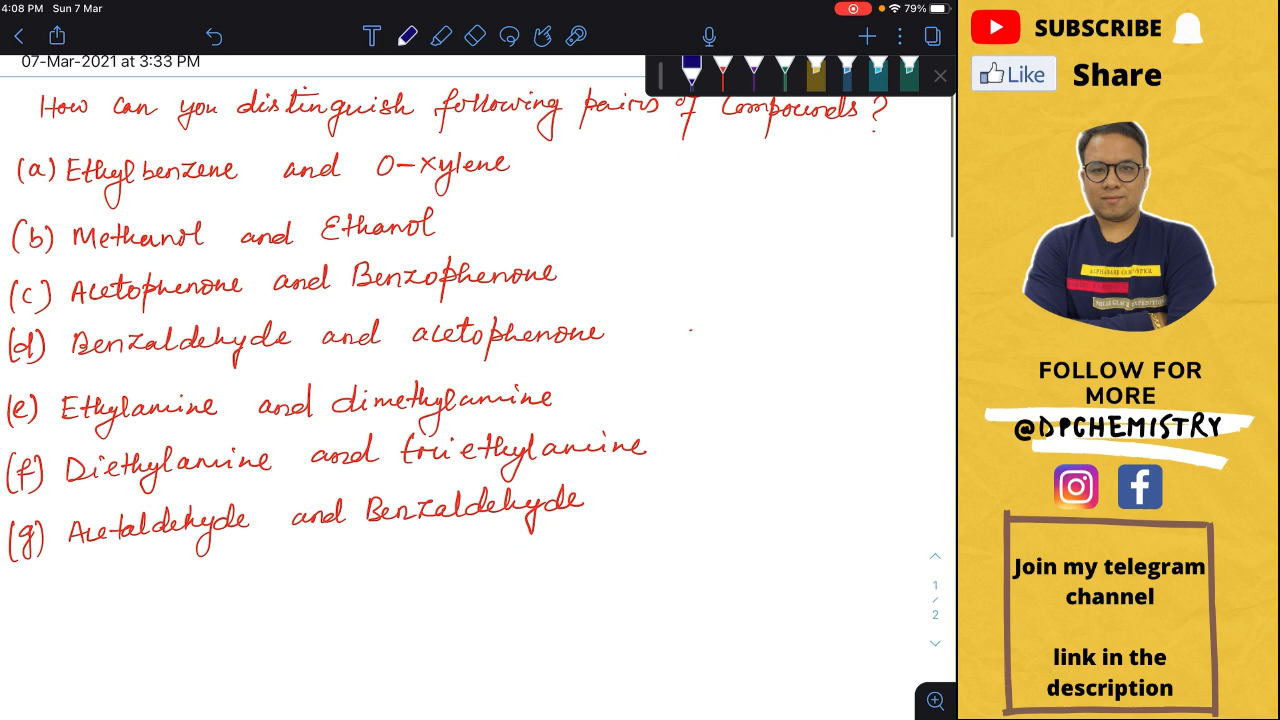 4:08 PM Sun 7 Mar
79%
07-Mar-2021 at 3:33 PM
How can you distinguish following pairs of Compounds ?
(a) Ethylbenzene and O-xylene
(b) Methanol and Ethanol
(c) Acetophenone and Benzophenone
(d) Benzaldehyde and acetophenone
(e) Ethylamine and dimethylamine
(f) Diethylamine and triethylamine
(g) Acetaldehyde and Benzaldehyde
1
/
2
SUBSCRIBE
Like Share
FOLLOW FOR
MORE
@DPCHEMISTRY
Join my telegram
channel
link in the
description